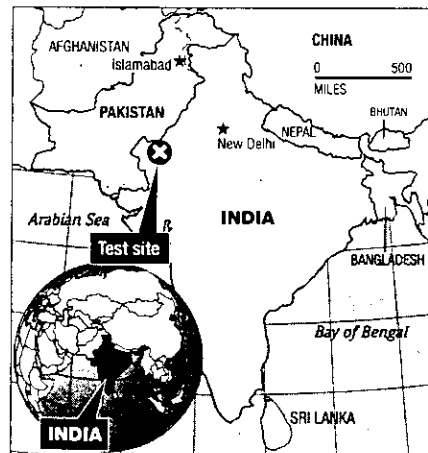 AFGHANISTAN
CHINA
Islamabad
0 500
MILES
PAKISTAN
BHUTAN
NEPAL
New Delhi
Arabian Sea
R
INDIA
Test site
BANGLADESH
Bay of Bengal
INDIA
SRI LANKA